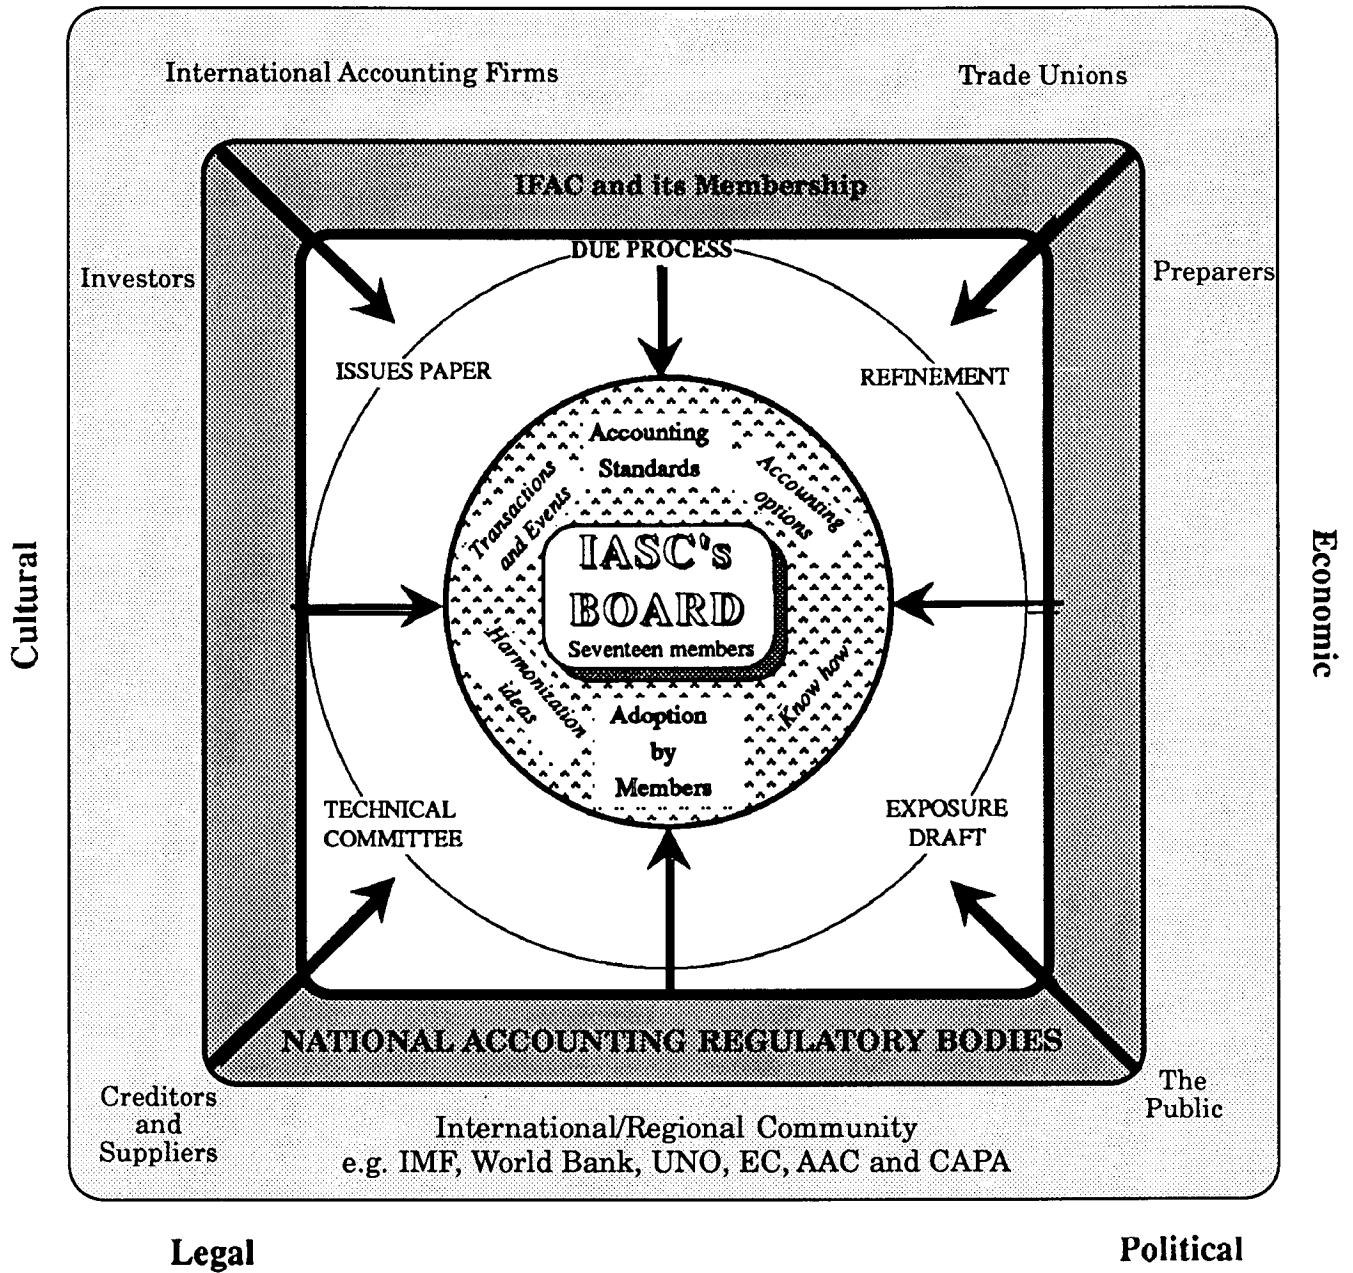 International Accounting Firms
Trade Unions
IFAC and its Membership
DUE PROCESS
Investors
Preparers
ISSUES PAPER
REFINEMENT
Accounting
Standards
Transactions
and Events
Accounting
options
IASC's
BOARD
Seventeen members
Cultural
Economic
Harmonization
ideas
Know how
Adoption
by
Members
TECHNICAL
COMMITTEE
EXPOSURE
DRAFT
NATIONAL ACCOUNTING REGULATORY BODIES
Creditors
and
Suppliers
The
Public
International/Regional Community
e.g. IMF, World Bank, UNO, EC, AAC and CAPA
Legal
Political